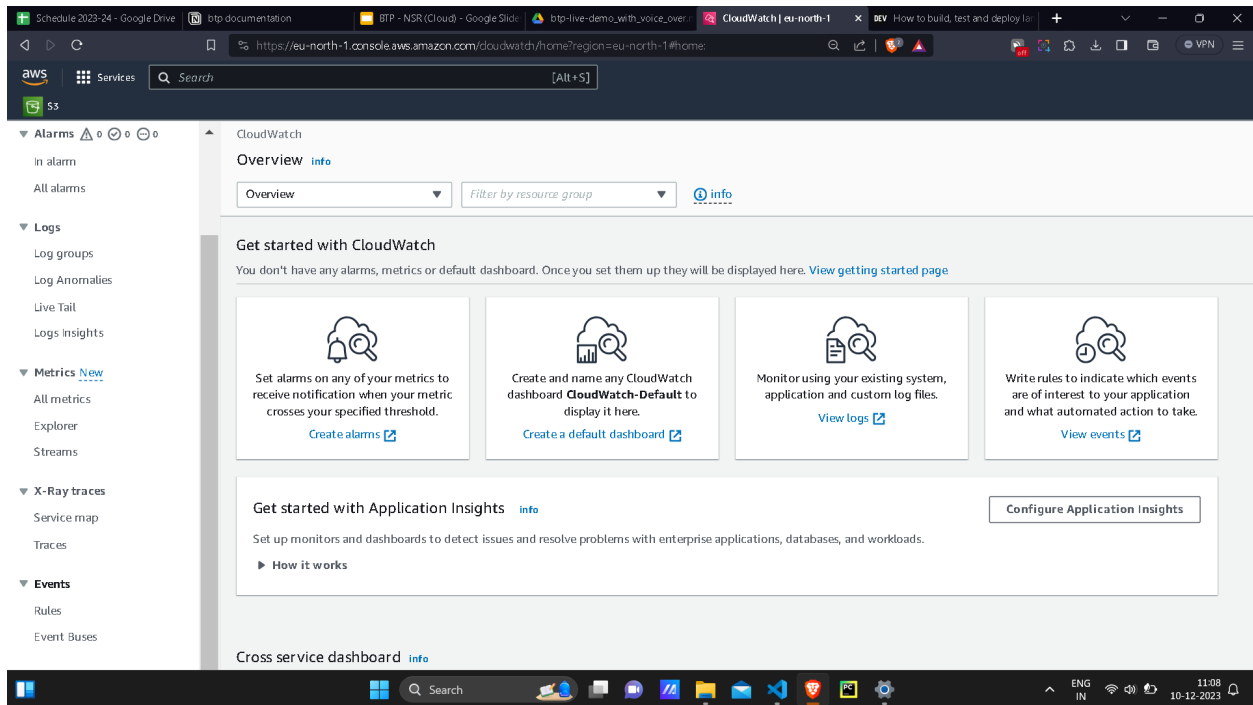 Schedule 2023-24 - Google Drive
btp documentation
BTP - NSR (Cloud) - Google Slide
btp-live-demo_with_voice_over.r
CloudWatch | eu-north-1
DEV How to build, test and deploy lar
https://eu-north-1.console.aws.amazon.com/cloudwatch/home?region=eu-north-1#home:
2
off
VPN
aws
Services
Search
[Alt+S]
S3
Alarms 0 0 0
In alarm
All alarms
Logs
Log groups
Log Anomalies
Live Tail
Logs Insights
Metrics New
All metrics
Explorer
Streams
X-Ray traces
Service map
Traces
Events
Rules
Event Buses
CloudWatch
Overview info
Overview
Filter by resource group
info
Get started with CloudWatch
You don't have any alarms, metrics or default dashboard. Once you set them up they will be displayed here. View getting started page
Set alarms on any of your metrics to
receive notification when your metric
crosses your specified threshold.
Create alarms
Create and name any CloudWatch
dashboard CloudWatch-Default to
display it here.
Create a default dashboard
Monitor using your existing system,
application and custom log files.
View logs
Write rules to indicate which events
are of interest to your application
and what automated action to take.
View events
Get started with Application Insights info
Configure Application Insights
Set up monitors and dashboards to detect issues and resolve problems with enterprise applications, databases, and workloads.
How it works
Cross service dashboard info
Search
PC
ENG
IN
11:08
10-12-2023